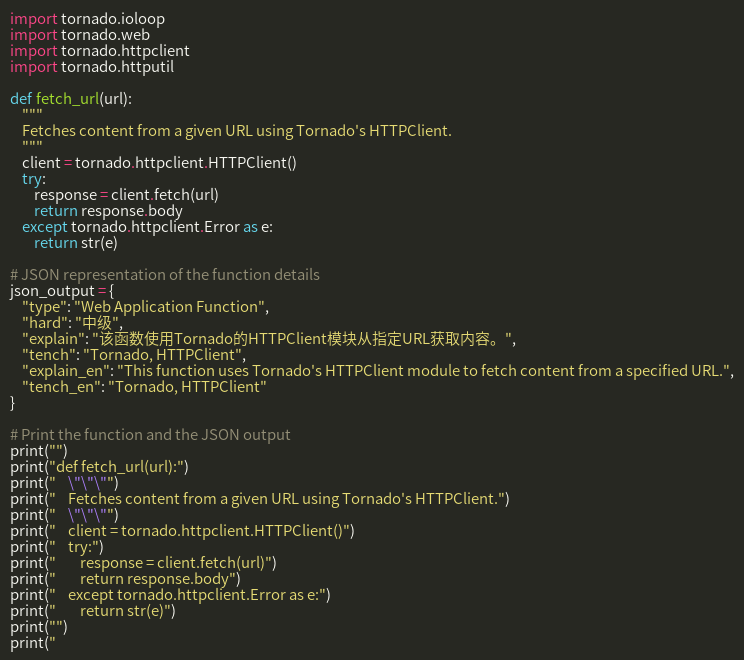 import tornado.ioloop
import tornado.web
import tornado.httpclient
import tornado.httputil

def fetch_url(url):
    """
    Fetches content from a given URL using Tornado's HTTPClient.
    """
    client = tornado.httpclient.HTTPClient()
    try:
        response = client.fetch(url)
        return response.body
    except tornado.httpclient.Error as e:
        return str(e)

# JSON representation of the function details
json_output = {
    "type": "Web Application Function",
    "hard": "中级",
    "explain": "该函数使用Tornado的HTTPClient模块从指定URL获取内容。",
    "tench": "Tornado, HTTPClient",
    "explain_en": "This function uses Tornado's HTTPClient module to fetch content from a specified URL.",
    "tench_en": "Tornado, HTTPClient"
}

# Print the function and the JSON output
print("")
print("def fetch_url(url):")
print("    \"\"\"")
print("    Fetches content from a given URL using Tornado's HTTPClient.")
print("    \"\"\"")
print("    client = tornado.httpclient.HTTPClient()")
print("    try:")
print("        response = client.fetch(url)")
print("        return response.body")
print("    except tornado.httpclient.Error as e:")
print("        return str(e)")
print("")
print("